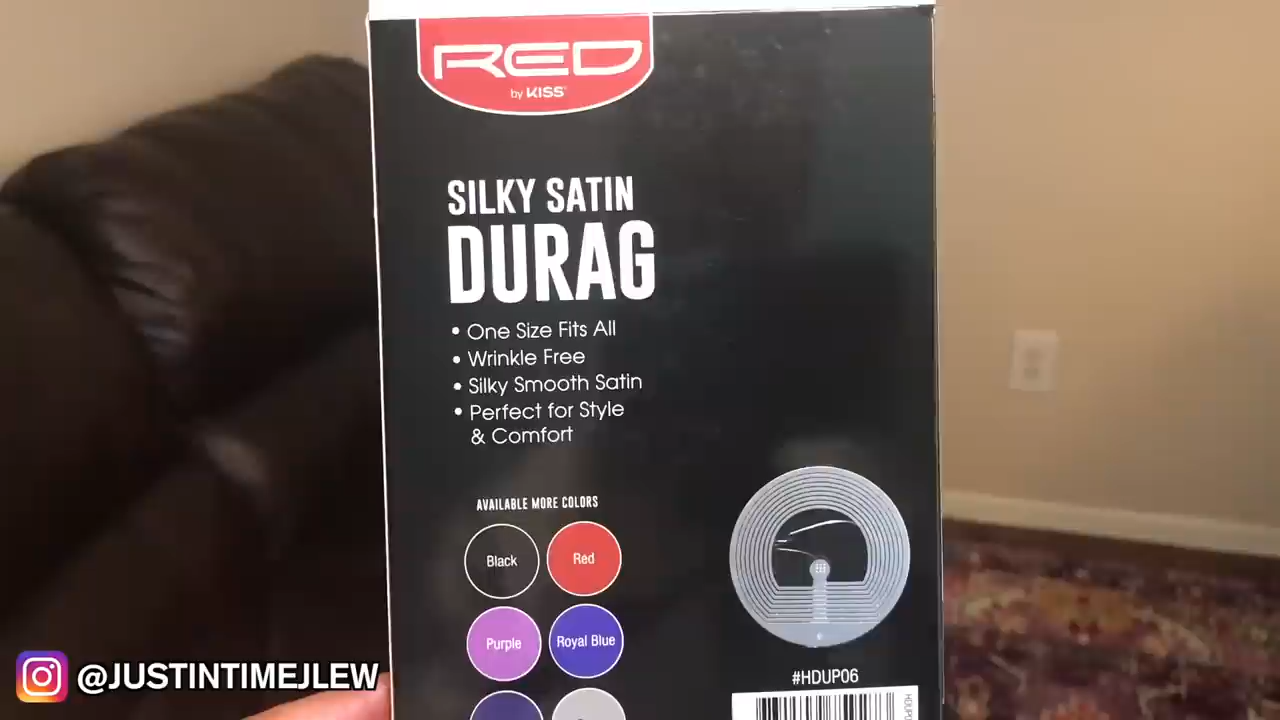 RED
by KISS
SILKY SATIN
DURAG
• One Size Fits All
• Wrinkle Free
• Silky Smooth Satin
• Perfect for Style
& Comfort
AVAILABLE MORE COLORS
Black
Red
Purple
Royal Blue
#HDUP06
@JUSTINTIMEJLEW